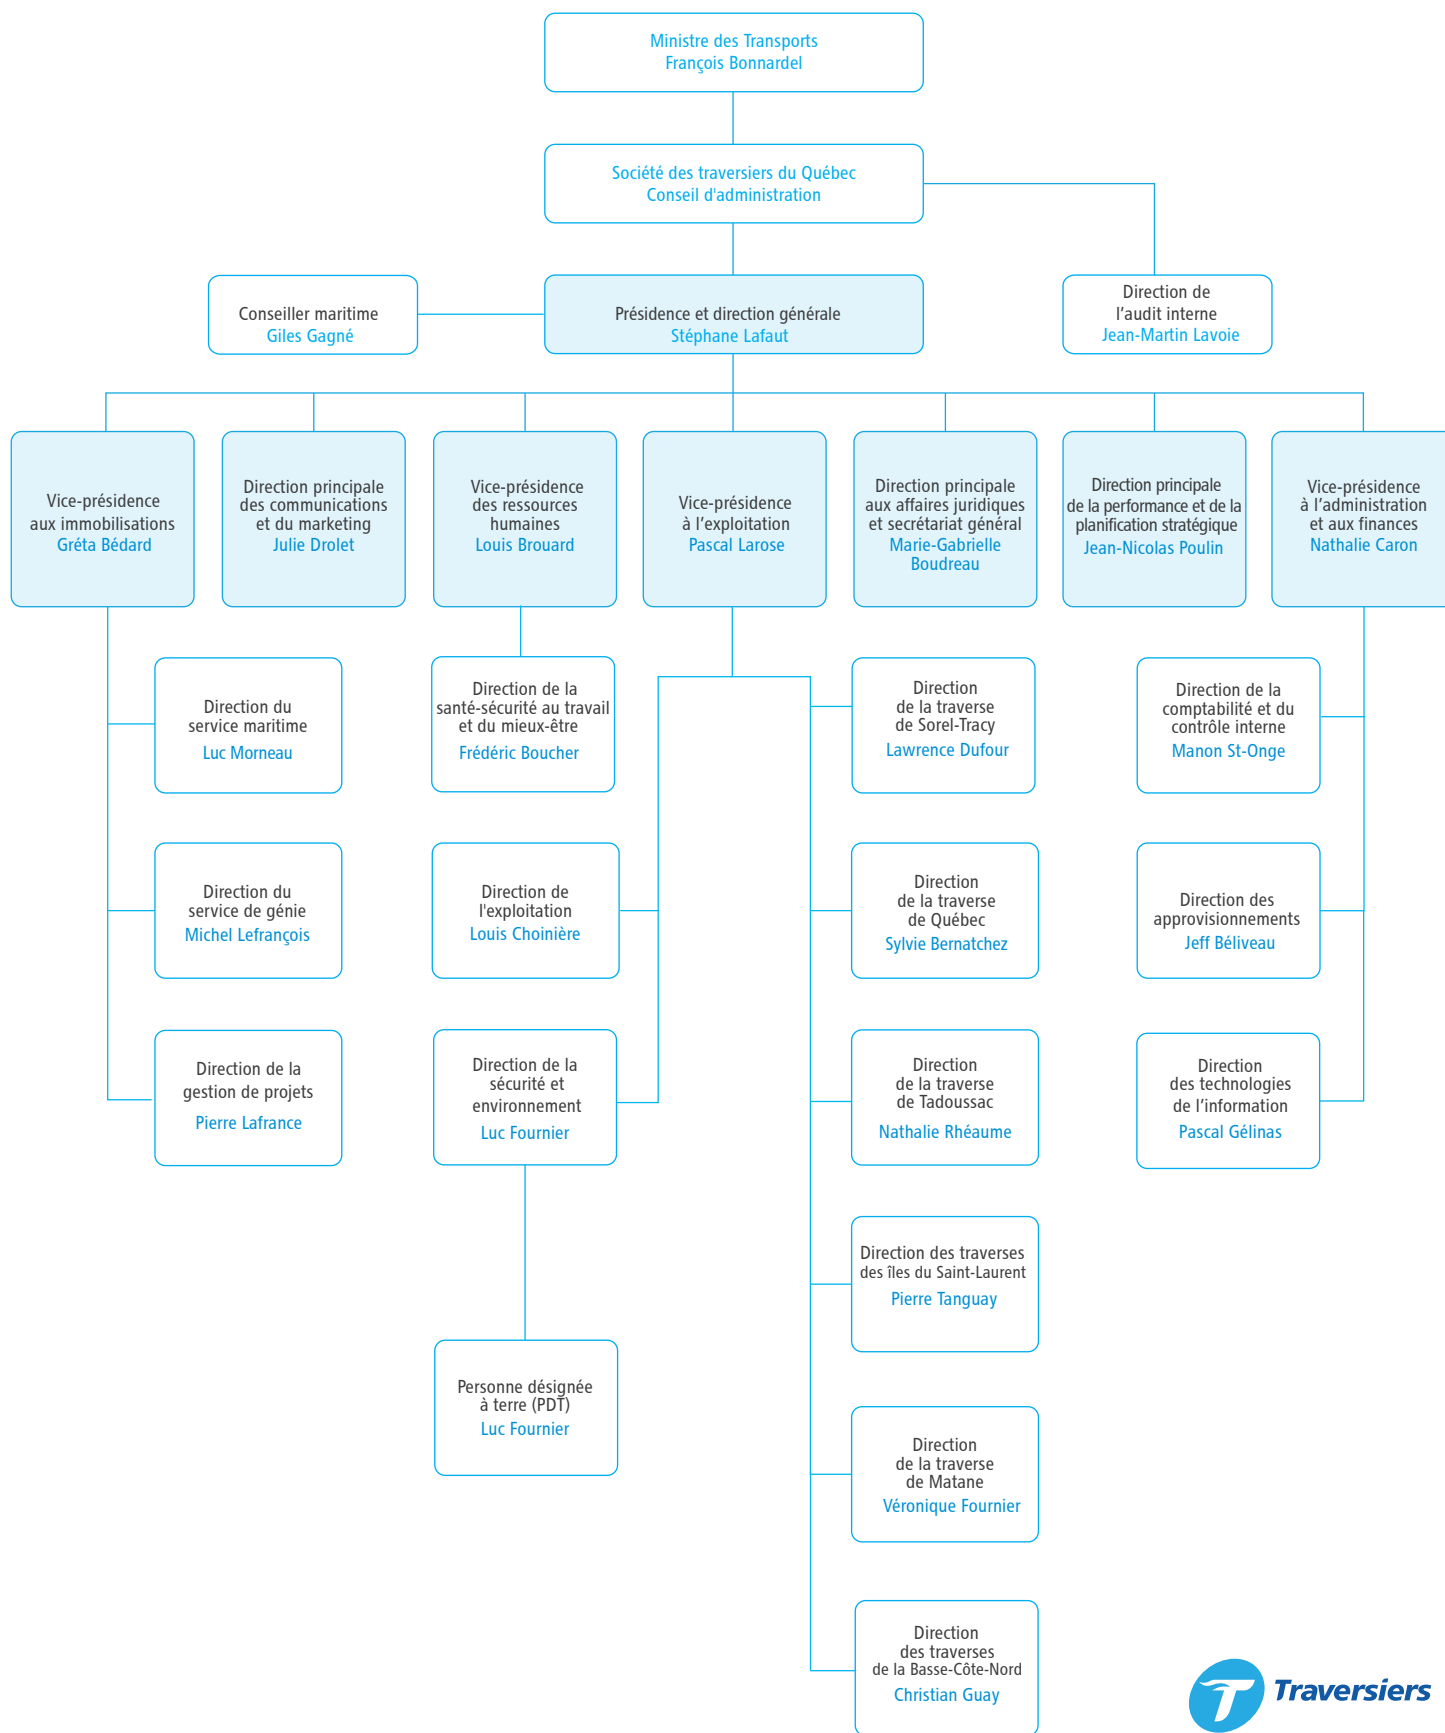 Ministre des Transports
François Bonnardel
Société des traversiers du Québec
Conseil d'administration
Conseiller maritime
Giles Gagné
Présidence et direction générale
Stéphane Lafaut
Direction de
l’audit interne
Jean-Martin Lavoie
Vice-présidence
aux immobilisations
Gréta Bédard
Direction principale
des communications
et du marketing
Julie Drolet
Vice-présidence
des ressources
humaines
Louis Brouard
Vice-présidence
à l’exploitation
Pascal Larose
Direction principale
aux affaires juridiques
et secrétariat général
Marie-Gabrielle
Boudreau
Direction principale
de la performance et de la
planification stratégique
Jean-Nicolas Poulin
Vice-présidence
à l’administration
et aux finances
Nathalie Caron
Direction du
service maritime
Luc Morneau
Direction de la
santé-sécurité au travail
et du mieux-être
Frédéric Boucher
Direction
de la traverse
de Sorel-Tracy
Lawrence Dufour
Direction de la
comptabilité et du
contrôle interne
Manon St-Onge
Direction du
service de génie
Michel Lefrançois
Direction de
l'exploitation
Louis Choinière
Direction
de la traverse
de Québec
Sylvie Bernatchez
Direction des
approvisionnements
Jeff Béliveau
Direction de la
gestion de projets
Pierre Lafrance
Direction de la
sécurité et
environnement
Luc Fournier
Direction
de la traverse
de Tadoussac
Nathalie Rhéaume
Direction
des technologies
de l’information
Pascal Gélinas
Direction des traverses
des îles du Saint-Laurent
Pierre Tanguay
Personne désignée
à terre (PDT)
Luc Fournier
Direction
de la traverse
de Matane
Véronique Fournier
Direction
des traverses
de la Basse-Côte-Nord
Christian Guay
Traversiers